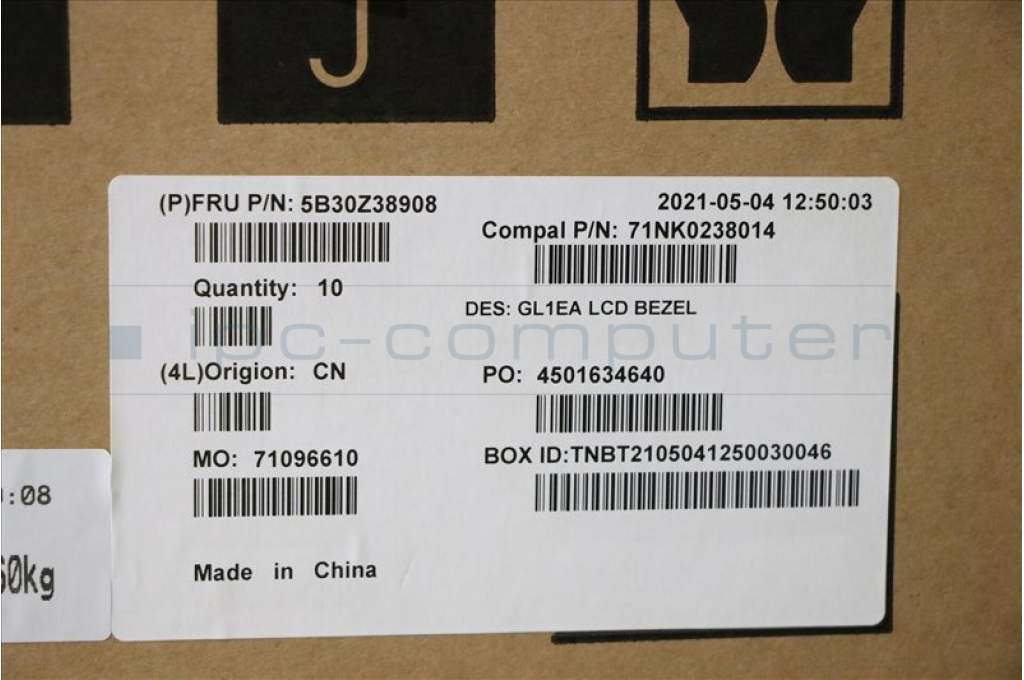 (P)FRU P/N: 5B30Z38908
2021-05-04 12:50:03
Compal P/N: 71NK0238014
Quantity: 10
DES: GL1EA LCD BEZEL
ipc-computer
(4L)Origion: CN
PO: 4501634640
MO: 71096610
BOX ID:TNBT2105041250030046
:08
0kg
Made in China